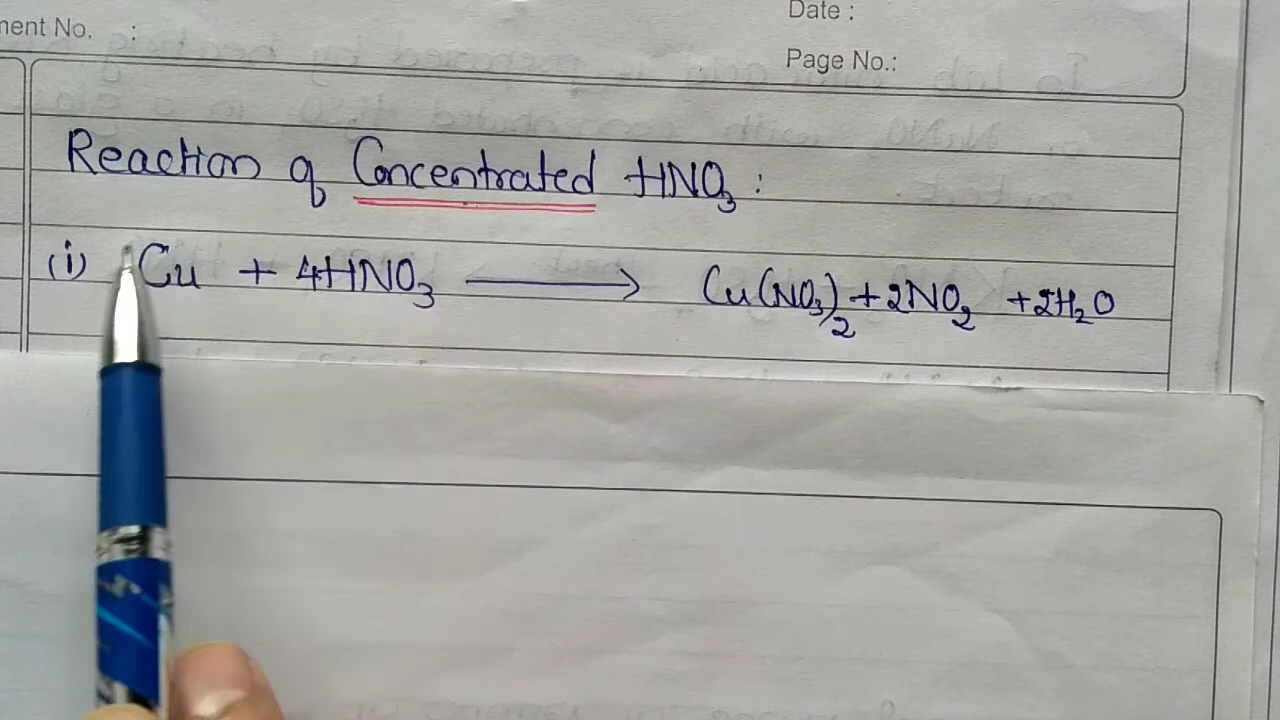 ment No. :
Date :
Page No.:
Reaction of Concentrated HNO₃ :
(i) Cu + 4HNO₃ ⟶ Cu(NO₃)₂ + 2NO₂ + 2H₂O